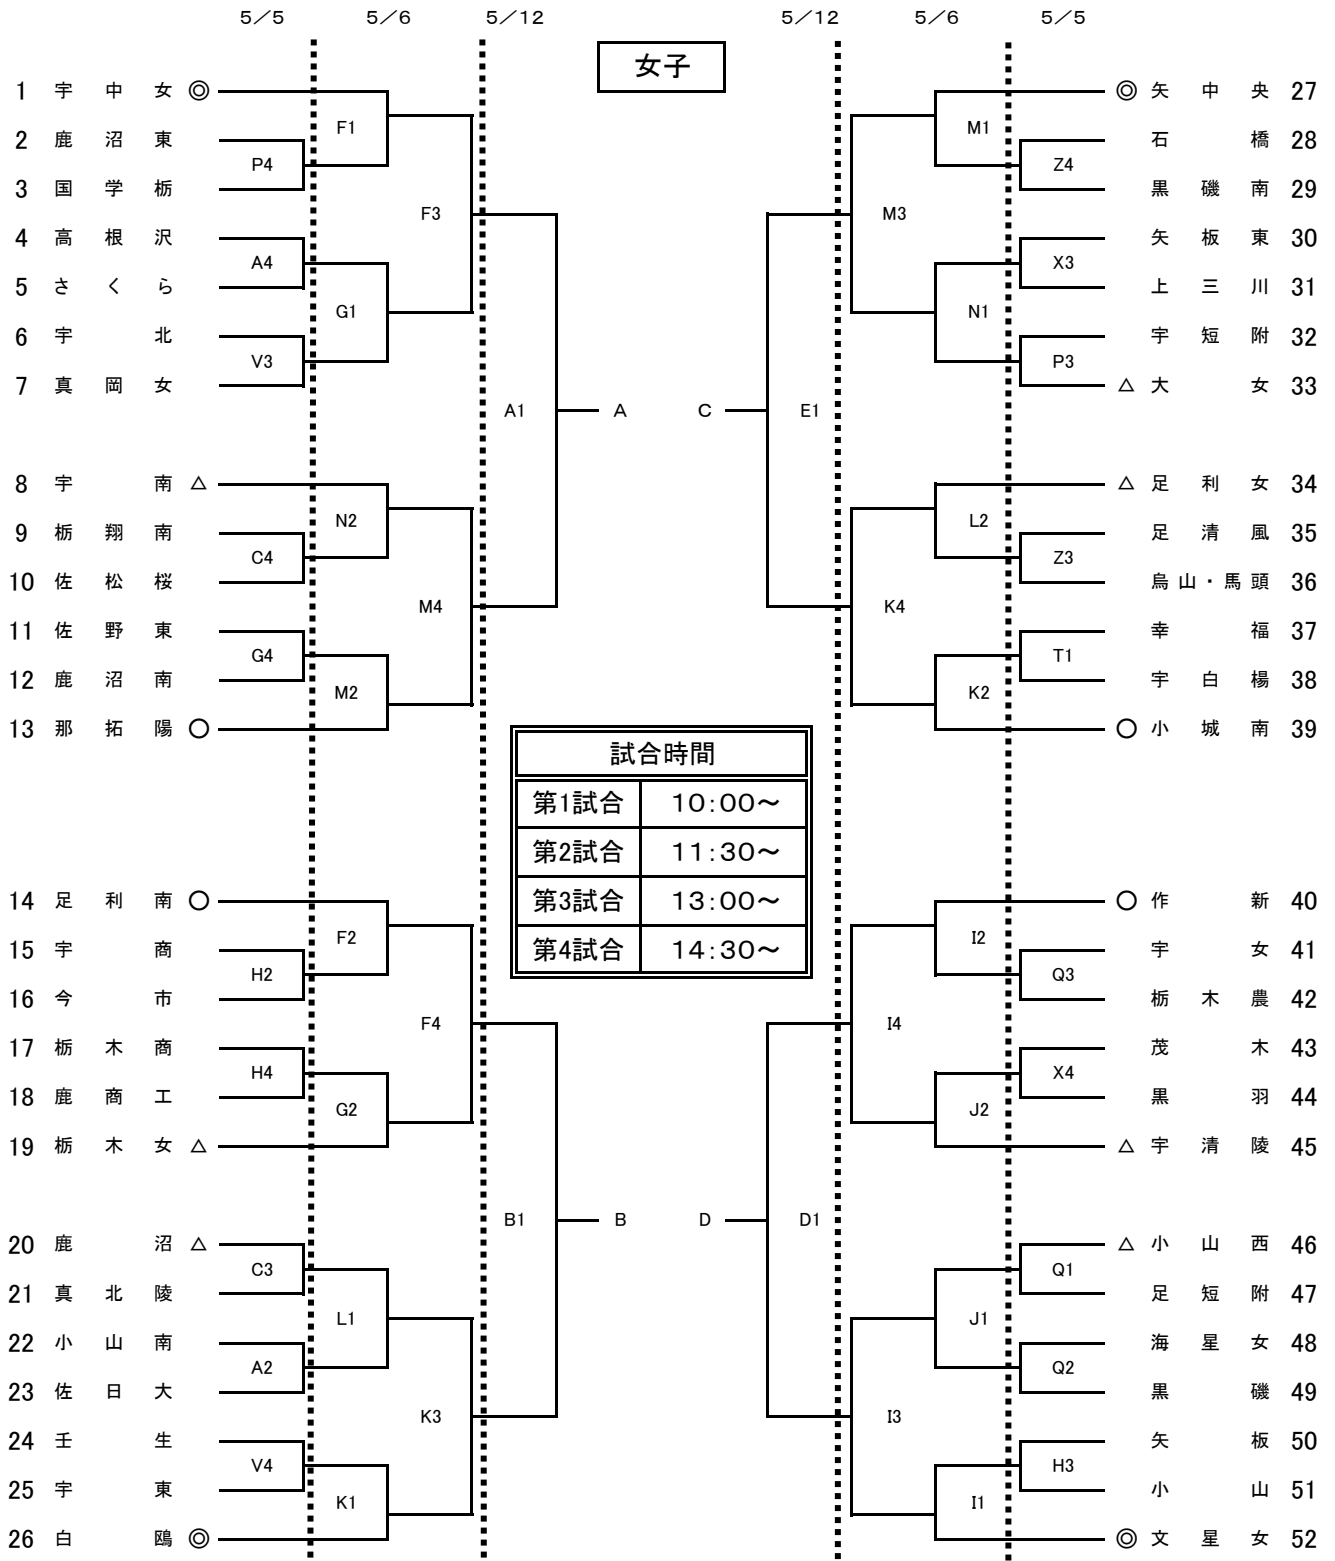 5／5 5／6 5／12 5／12 5／6 5／5
女子
1 宇中女 ◎
F1
2 鹿沼東
P4
3 国学栃
F3
4 高根沢
A4
5 さくら
G1
6 宇北
V3
7 真岡女
A1 A
8 宇南 △
N2
9 栃翔南
C4
10 佐松桜
M4
11 佐野東
G4
12 鹿沼南
M2
13 那拓陽 ○
14 足利南 ○
F2
15 宇商
H2
16 今市
F4
17 栃木商
H4
18 鹿商工
G2
19 栃木女 △
B1 B
20 鹿沼 △
C3
21 真北陵
L1
22 小山南
A2
23 佐日大
K3
24 壬生
V4
25 宇東
K1
26 白鴎 ◎
試合時間
第1試合 10：00～
第2試合 11：30～
第3試合 13：00～
第4試合 14：30～
◎ 矢中央 27
M1
石橋 28
Z4
黒磯南 29
M3
矢板東 30
X3
上三川 31
N1
宇短附 32
P3
△ 大女 33
C E1
△ 足利女 34
L2
足清風 35
Z3
烏山・馬頭 36
K4
幸福 37
T1
宇白楊 38
K2
○ 小城南 39
○ 作新 40
I2
宇女 41
Q3
栃木農 42
I4
茂木 43
X4
黒羽 44
J2
△ 宇清陵 45
D D1
△ 小山西 46
Q1
足短附 47
J1
海星女 48
Q2
黒磯 49
I3
矢板 50
H3
小山 51
I1
◎ 文星女 52